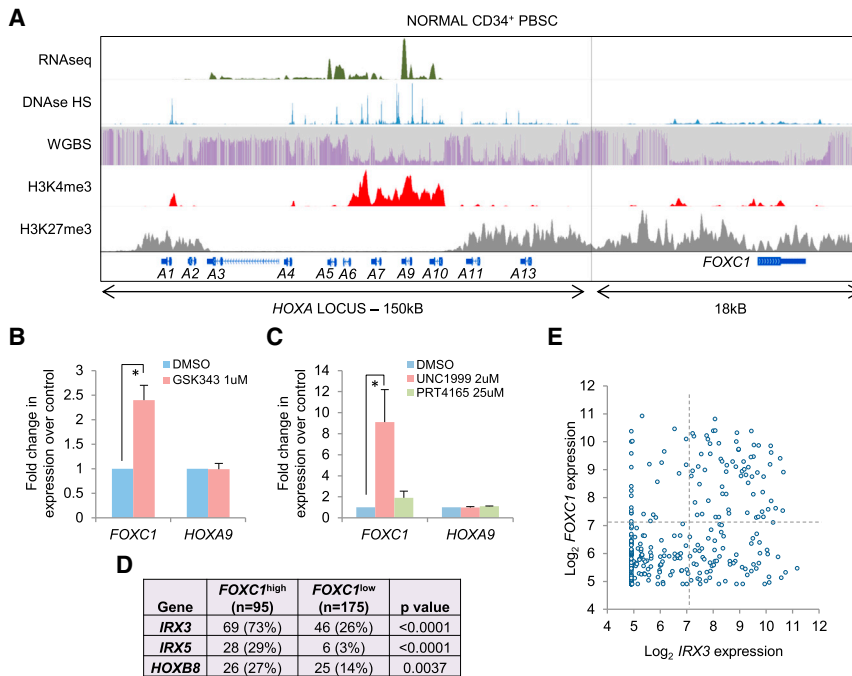 A
NORMAL CD34+ PBSC
RNAseq
DNAse HS
WGBS
H3K4me3
H3K27me3
A1 A2 A3 A4 A5 A6 A7 A9 A10 A11 A13 FOXC1
HOXA LOCUS – 150kB 18kB
B
Fold change in
expression over control
3
2.5
2
1.5
1
0.5
0
*
DMSO
GSK343 1uM
FOXC1 HOXA9
C
Fold change in
expression over control
14
12
10
8
6
4
2
0
*
DMSO
UNC1999 2uM
PRT4165 25uM
FOXC1 HOXA9
D
Gene FOXC1high (n=95) FOXC1low (n=175) p value
IRX3 69 (73%) 46 (26%) <0.0001
IRX5 28 (29%) 6 (3%) <0.0001
HOXB8 26 (27%) 25 (14%) 0.0037
E
Log2 FOXC1 expression
12
11
10
9
8
7
6
5
4
4 5 6 7 8 9 10 11 12
Log2 IRX3 expression